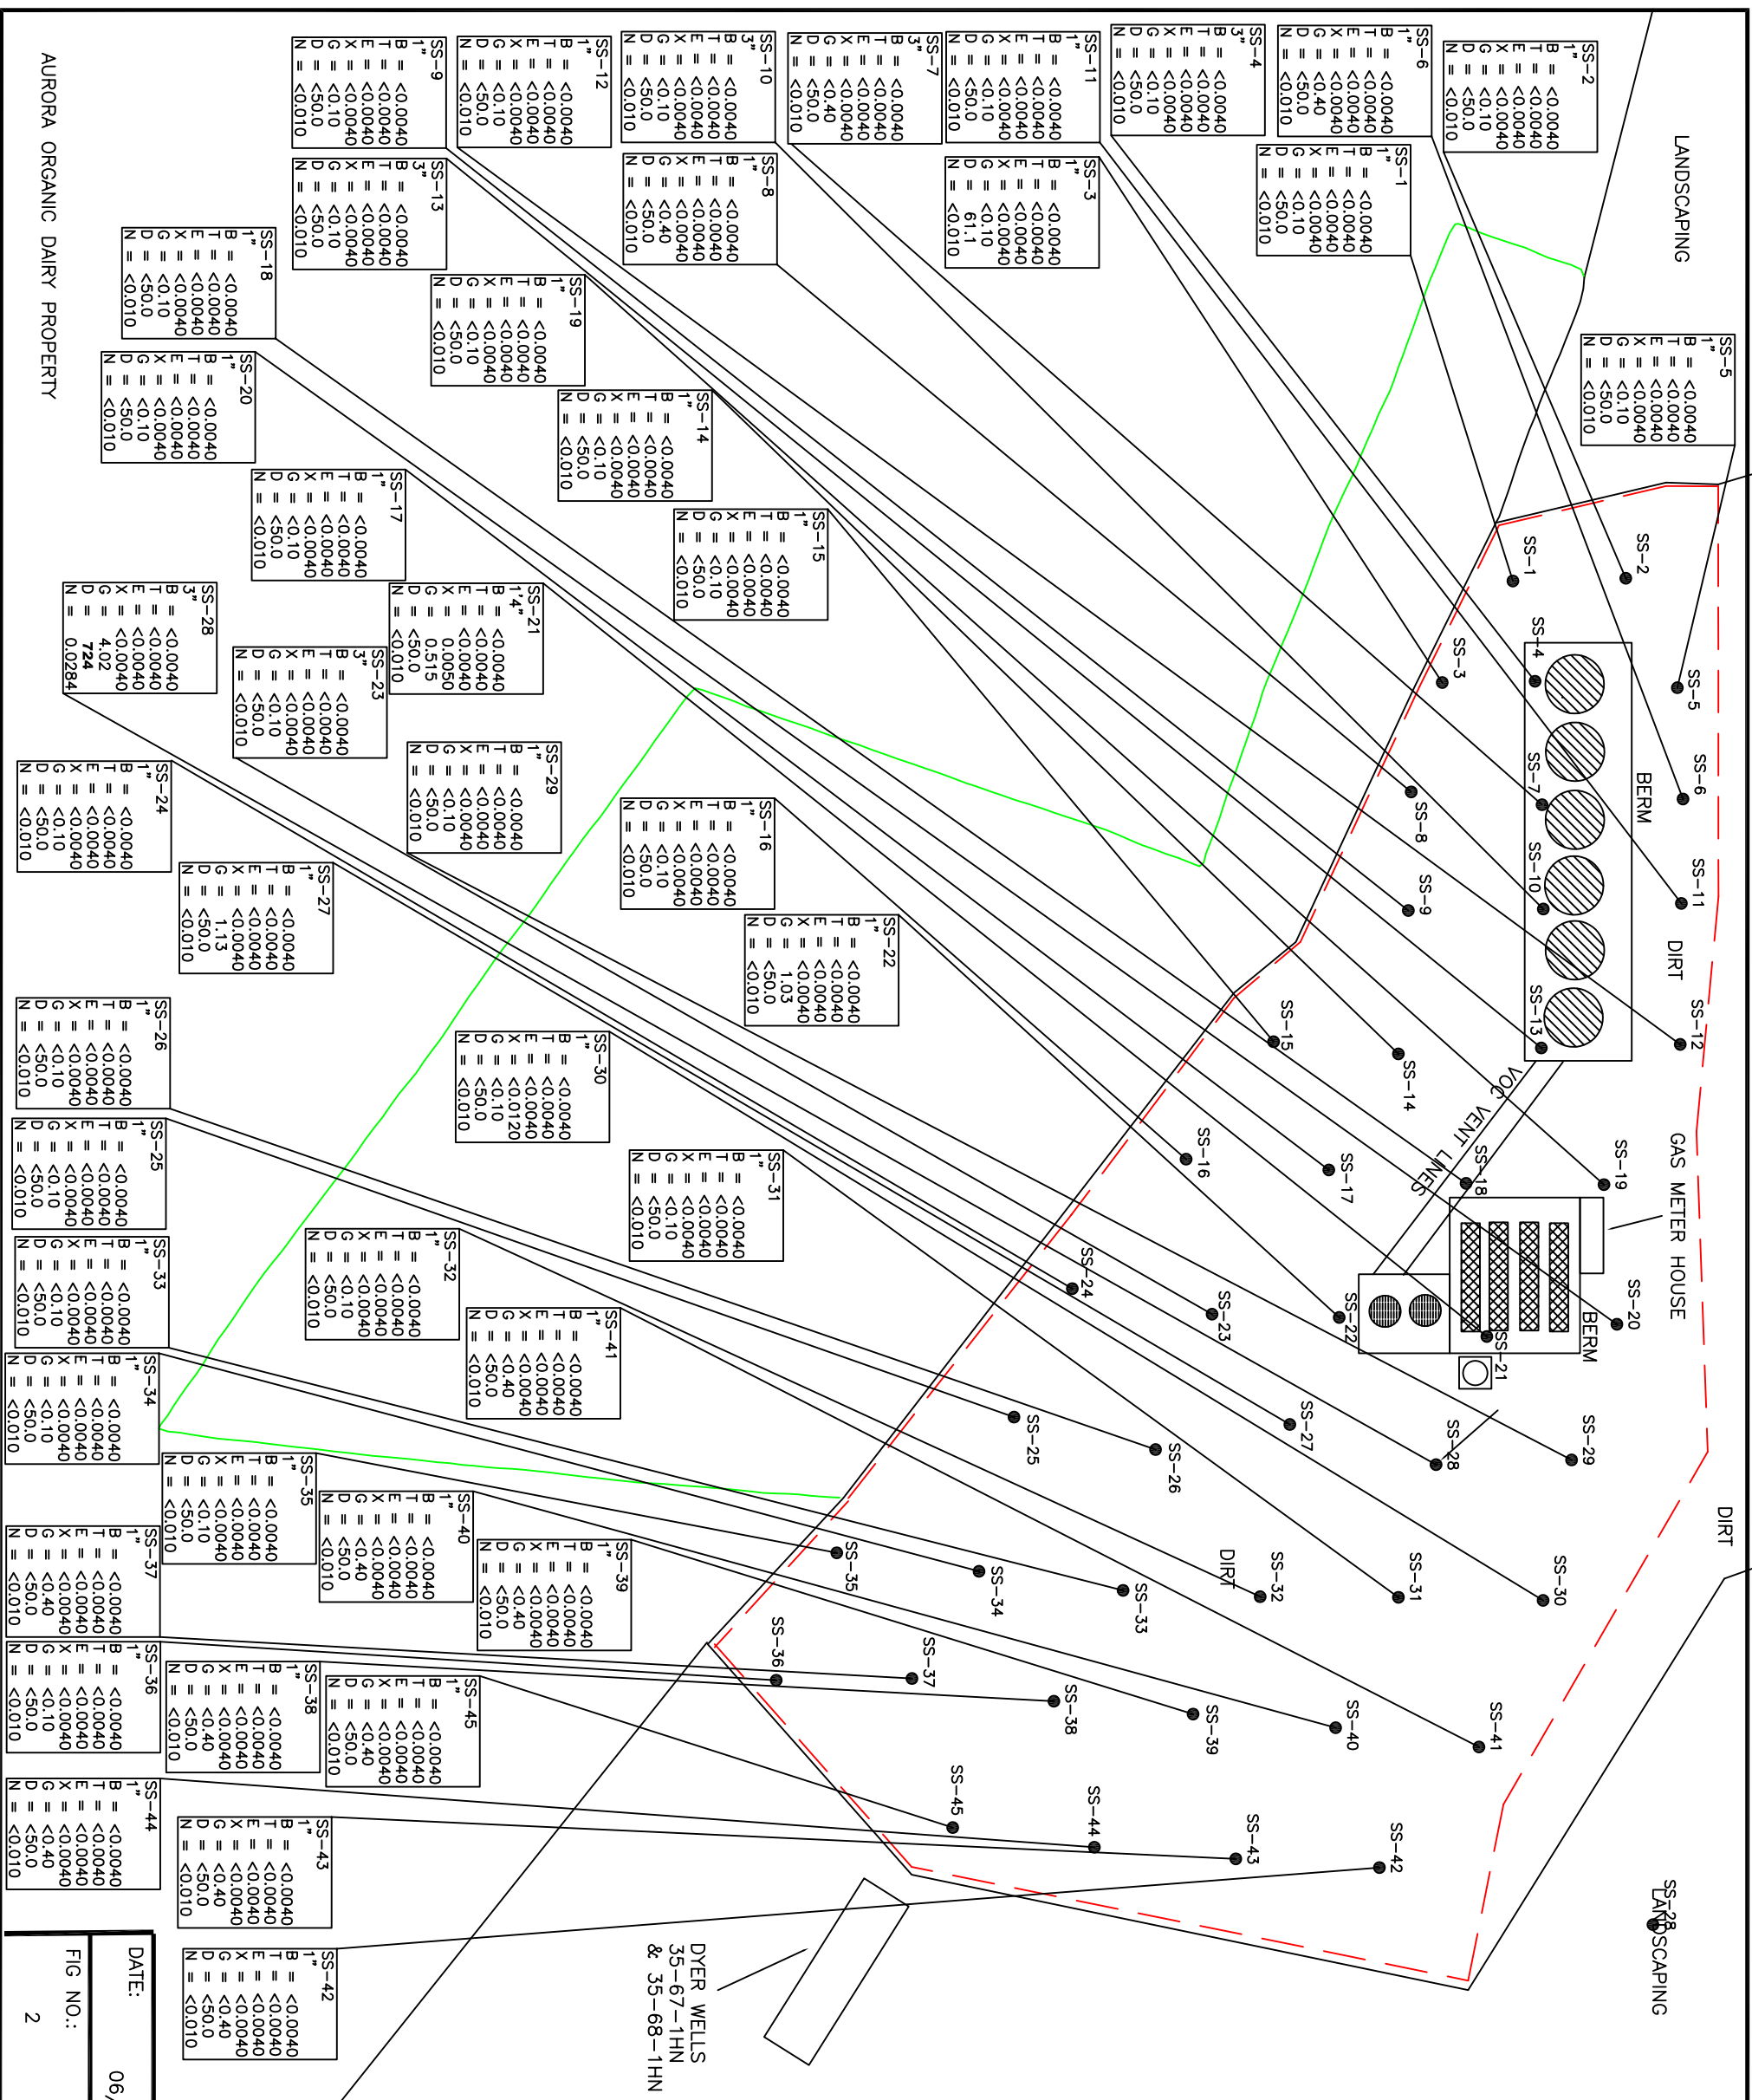 LANDSCAPING
SS-5
1"
B = <0.0040
T = <0.0040
E = <0.0040
X = <0.0040
G = <0.10
D = <50.0
N = <0.010
SS-2
1"
B = <0.0040
T = <0.0040
E = <0.0040
X = <0.0040
G = <0.10
D = <50.0
N = <0.010
SS-6
1"
B = <0.0040
T = <0.0040
E = <0.0040
X = <0.0040
G = <0.40
D = <50.0
N = <0.010
SS-1
1"
B = <0.0040
T = <0.0040
E = <0.0040
X = <0.0040
G = <0.10
D = <50.0
N = <0.010
SS-4
3"
B = <0.0040
T = <0.0040
E = <0.0040
X = <0.0040
G = <0.10
D = <50.0
N = <0.010
SS-11
1"
B = <0.0040
T = <0.0040
E = <0.0040
X = <0.0040
G = <0.10
D = <50.0
N = <0.010
SS-3
1"
B = <0.0040
T = <0.0040
E = <0.0040
X = <0.0040
G = <0.10
D = 61.1
N = <0.010
SS-7
3"
B = <0.0040
T = <0.0040
E = <0.0040
X = <0.0040
G = <0.40
D = <50.0
N = <0.010
SS-10
3"
B = <0.0040
T = <0.0040
E = <0.0040
X = <0.0040
G = <0.10
D = <50.0
N = <0.010
SS-8
1"
B = <0.0040
T = <0.0040
E = <0.0040
X = <0.0040
G = <0.40
D = <50.0
N = <0.010
SS-12
1"
B = <0.0040
T = <0.0040
E = <0.0040
X = <0.0040
G = <0.10
D = <50.0
N = <0.010
SS-9
1"
B = <0.0040
T = <0.0040
E = <0.0040
X = <0.0040
G = <0.10
D = <50.0
N = <0.010
SS-13
3"
B = <0.0040
T = <0.0040
E = <0.0040
X = <0.0040
G = <0.10
D = <50.0
N = <0.010
SS-19
1"
B = <0.0040
T = <0.0040
E = <0.0040
X = <0.0040
G = <0.10
D = <50.0
N = <0.010
SS-14
1"
B = <0.0040
T = <0.0040
E = <0.0040
X = <0.0040
G = <0.10
D = <50.0
N = <0.010
SS-15
1"
B = <0.0040
T = <0.0040
E = <0.0040
X = <0.0040
G = <0.10
D = <50.0
N = <0.010
SS-18
1"
B = <0.0040
T = <0.0040
E = <0.0040
X = <0.0040
G = <0.10
D = <50.0
N = <0.010
SS-20
1"
B = <0.0040
T = <0.0040
E = <0.0040
X = <0.0040
G = <0.10
D = <50.0
N = <0.010
SS-17
1"
B = <0.0040
T = <0.0040
E = <0.0040
X = <0.0040
G = <0.10
D = <50.0
N = <0.010
SS-21
1'4"
B = <0.0040
T = <0.0040
E = <0.0040
X = 0.0050
G = 0.515
D = <50.0
N = <0.010
SS-28
3"
B = <0.0040
T = <0.0040
E = <0.0040
X = <0.0040
G = 4.02
D = 724
N = 0.0284
SS-23
3"
B = <0.0040
T = <0.0040
E = <0.0040
X = <0.0040
G = <0.10
D = <50.0
N = <0.010
SS-29
1"
B = <0.0040
T = <0.0040
E = <0.0040
X = <0.0040
G = <0.10
D = <50.0
N = <0.010
SS-24
1"
B = <0.0040
T = <0.0040
E = <0.0040
X = <0.0040
G = <0.10
D = <50.0
N = <0.010
SS-27
1"
B = <0.0040
T = <0.0040
E = <0.0040
X = <0.0040
G = 1.13
D = <50.0
N = <0.010
SS-16
1"
B = <0.0040
T = <0.0040
E = <0.0040
X = <0.0040
G = <0.10
D = <50.0
N = <0.010
SS-22
1"
B = <0.0040
T = <0.0040
E = <0.0040
X = <0.0040
G = 1.03
D = <50.0
N = <0.010
SS-26
1"
B = <0.0040
T = <0.0040
E = <0.0040
X = <0.0040
G = <0.10
D = <50.0
N = <0.010
SS-25
1"
B = <0.0040
T = <0.0040
E = <0.0040
X = <0.0040
G = <0.10
D = <50.0
N = <0.010
SS-30
1"
B = <0.0040
T = <0.0040
E = <0.0040
X = <0.0120
G = <0.10
D = <50.0
N = <0.010
SS-31
1"
B = <0.0040
T = <0.0040
E = <0.0040
X = <0.0040
G = <0.10
D = <50.0
N = <0.010
SS-33
1"
B = <0.0040
T = <0.0040
E = <0.0040
X = <0.0040
G = <0.10
D = <50.0
N = <0.010
SS-32
1"
B = <0.0040
T = <0.0040
E = <0.0040
X = <0.0040
G = <0.10
D = <50.0
N = <0.010
SS-41
1"
B = <0.0040
T = <0.0040
E = <0.0040
X = <0.0040
G = <0.40
D = <50.0
N = <0.010
SS-34
1"
B = <0.0040
T = <0.0040
E = <0.0040
X = <0.0040
G = <0.10
D = <50.0
N = <0.010
SS-35
1"
B = <0.0040
T = <0.0040
E = <0.0040
X = <0.0040
G = <0.10
D = <50.0
N = <0.010
SS-40
1"
B = <0.0040
T = <0.0040
E = <0.0040
X = <0.0040
G = <0.40
D = <50.0
N = <0.010
SS-39
1"
B = <0.0040
T = <0.0040
E = <0.0040
X = <0.0040
G = <0.40
D = <50.0
N = <0.010
SS-37
1"
B = <0.0040
T = <0.0040
E = <0.0040
X = <0.0040
G = <0.40
D = <50.0
N = <0.010
SS-36
1"
B = <0.0040
T = <0.0040
E = <0.0040
X = <0.0040
G = <0.10
D = <50.0
N = <0.010
SS-38
1"
B = <0.0040
T = <0.0040
E = <0.0040
X = <0.0040
G = <0.40
D = <50.0
N = <0.010
SS-45
1"
B = <0.0040
T = <0.0040
E = <0.0040
X = <0.0040
G = <0.40
D = <50.0
N = <0.010
SS-44
1"
B = <0.0040
T = <0.0040
E = <0.0040
X = <0.0040
G = <0.40
D = <50.0
N = <0.010
SS-43
1"
B = <0.0040
T = <0.0040
E = <0.0040
X = <0.0040
G = <0.40
D = <50.0
N = <0.010
SS-42
1"
B = <0.0040
T = <0.0040
E = <0.0040
X = <0.0040
G = <0.40
D = <50.0
N = <0.010
SS-1
SS-2
SS-3
SS-4
SS-5
SS-6
SS-7
SS-8
SS-9
SS-10
SS-11
SS-12
SS-13
SS-14
SS-15
SS-16
SS-17
SS-18
SS-19
SS-20
SS-21
SS-22
SS-23
SS-24
SS-25
SS-26
SS-27
SS-28
SS-29
SS-30
SS-31
SS-32
SS-33
SS-34
SS-35
SS-36
SS-37
SS-38
SS-39
SS-40
SS-41
SS-42
SS-43
SS-44
SS-45
BERM
DIRT
VOC VENT LINES
GAS METER HOUSE
BERM
DIRT
DIRT
SS-28
LANDSCAPING
DYER WELLS
35-67-1HN
& 35-68-1HN
AURORA ORGANIC DAIRY PROPERTY
DATE:
06/
FIG NO.:
2